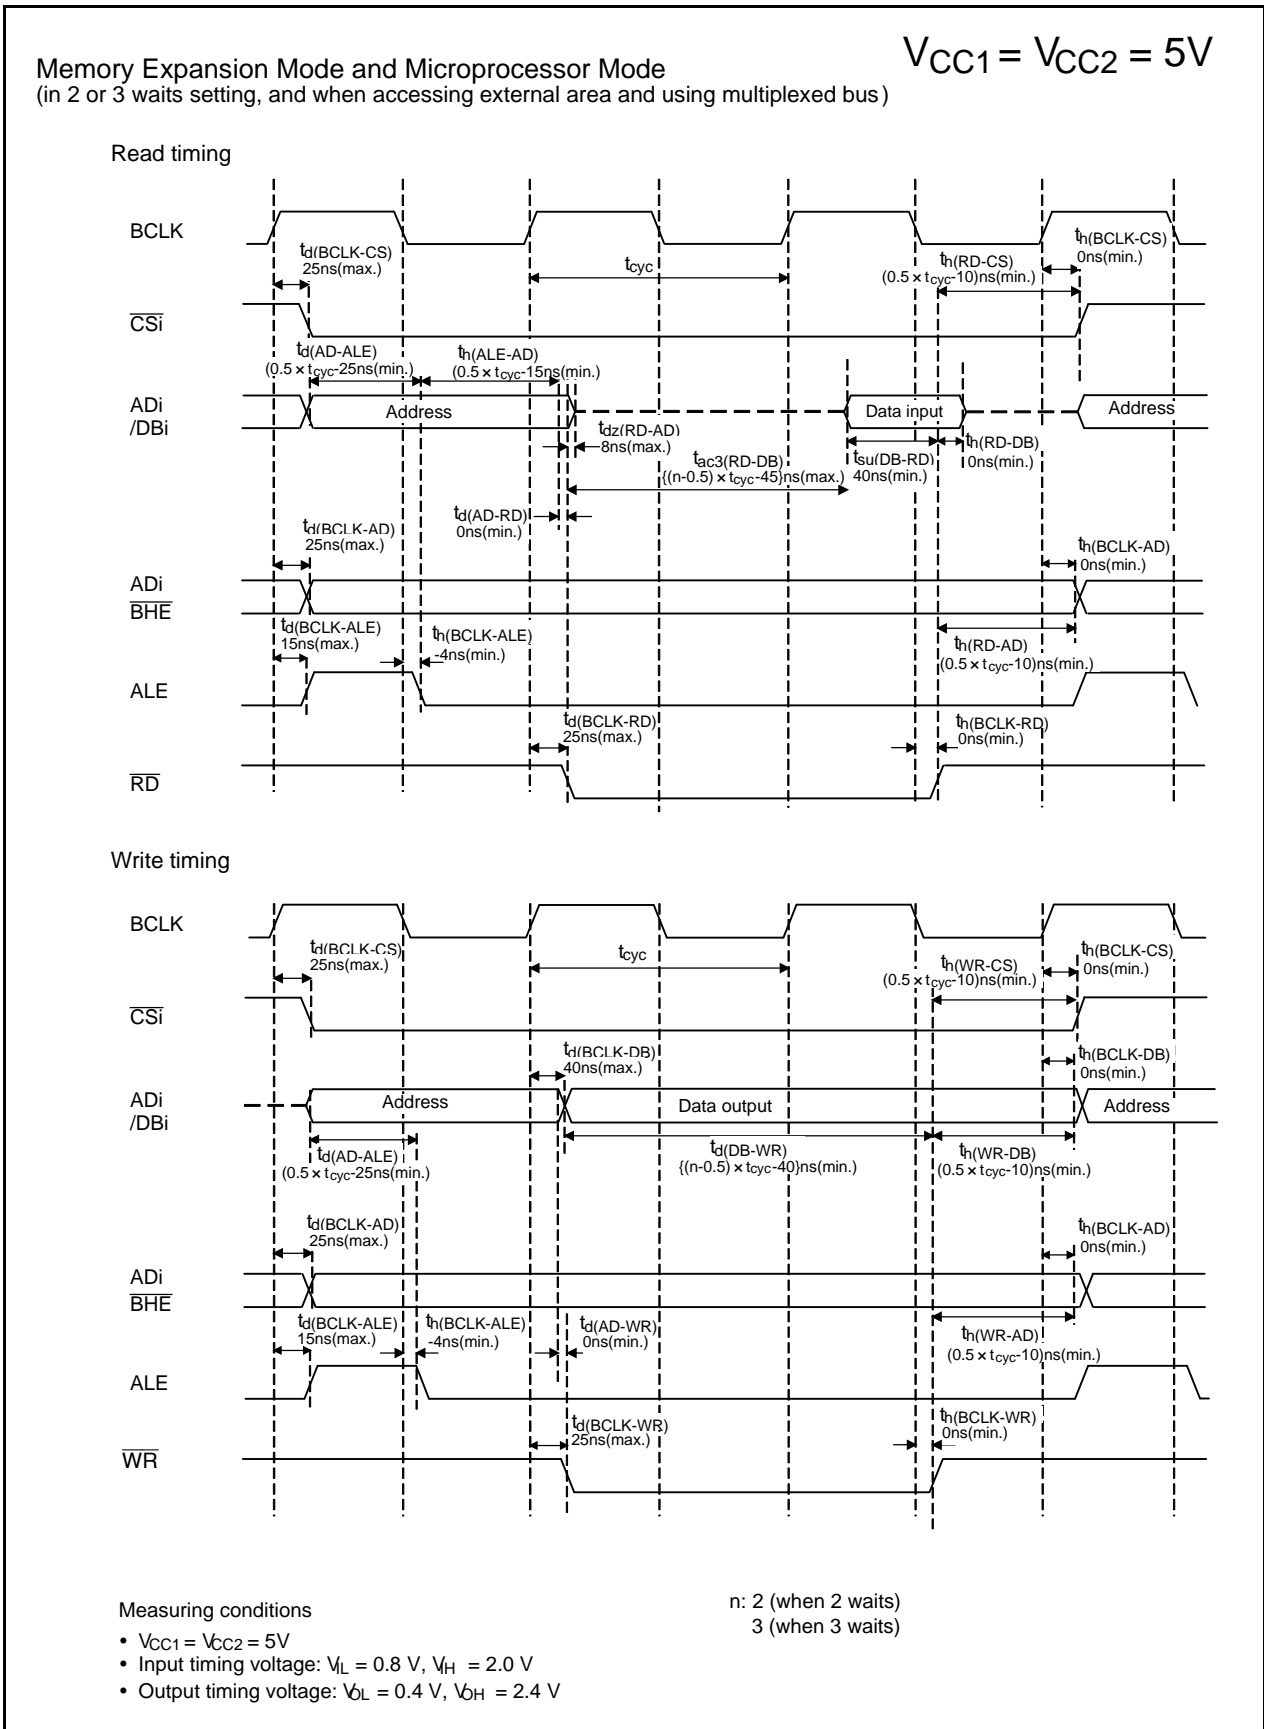 VCC1 = VCC2 = 5V
Memory Expansion Mode and Microprocessor Mode
(in 2 or 3 waits setting, and when accessing external area and using multiplexed bus)
Read timing
BCLK
td(BCLK-CS)
25ns(max.)
tcyc
th(RD-CS)
(0.5 × tcyc-10)ns(min.)
th(BCLK-CS)
0ns(min.)
CSi
td(AD-ALE)
(0.5 × tcyc-25ns(min.)
th(ALE-AD)
(0.5 × tcyc-15ns(min.)
ADi
/DBi
Address
Data input
Address
tdz(RD-AD)
8ns(max.)
tac3(RD-DB)
{(n-0.5) × tcyc-45}ns(max.)
tsu(DB-RD)
40ns(min.)
th(RD-DB)
0ns(min.)
td(AD-RD)
0ns(min.)
td(BCLK-AD)
25ns(max.)
th(BCLK-AD)
0ns(min.)
ADi
BHE
td(BCLK-ALE)
15ns(max.)
th(BCLK-ALE)
-4ns(min.)
th(RD-AD)
(0.5 × tcyc-10)ns(min.)
ALE
td(BCLK-RD)
25ns(max.)
th(BCLK-RD)
0ns(min.)
RD
Write timing
BCLK
td(BCLK-CS)
25ns(max.)
tcyc
th(WR-CS)
(0.5 × tcyc-10)ns(min.)
th(BCLK-CS)
0ns(min.)
CSi
td(BCLK-DB)
40ns(max.)
th(BCLK-DB)
0ns(min.)
ADi
/DBi
Address
Data output
Address
td(AD-ALE)
(0.5 × tcyc-25ns(min.)
td(DB-WR)
{(n-0.5) × tcyc-40}ns(min.)
th(WR-DB)
(0.5 × tcyc-10)ns(min.)
td(BCLK-AD)
25ns(max.)
th(BCLK-AD)
0ns(min.)
ADi
BHE
td(BCLK-ALE)
15ns(max.)
th(BCLK-ALE)
-4ns(min.)
td(AD-WR)
0ns(min.)
th(WR-AD)
(0.5 × tcyc-10)ns(min.)
ALE
td(BCLK-WR)
25ns(max.)
th(BCLK-WR)
0ns(min.)
WR
Measuring conditions
• VCC1 = VCC2 = 5V
• Input timing voltage: VIL = 0.8 V, VIH = 2.0 V
• Output timing voltage: VOL = 0.4 V, VOH = 2.4 V
n: 2 (when 2 waits)
3 (when 3 waits)